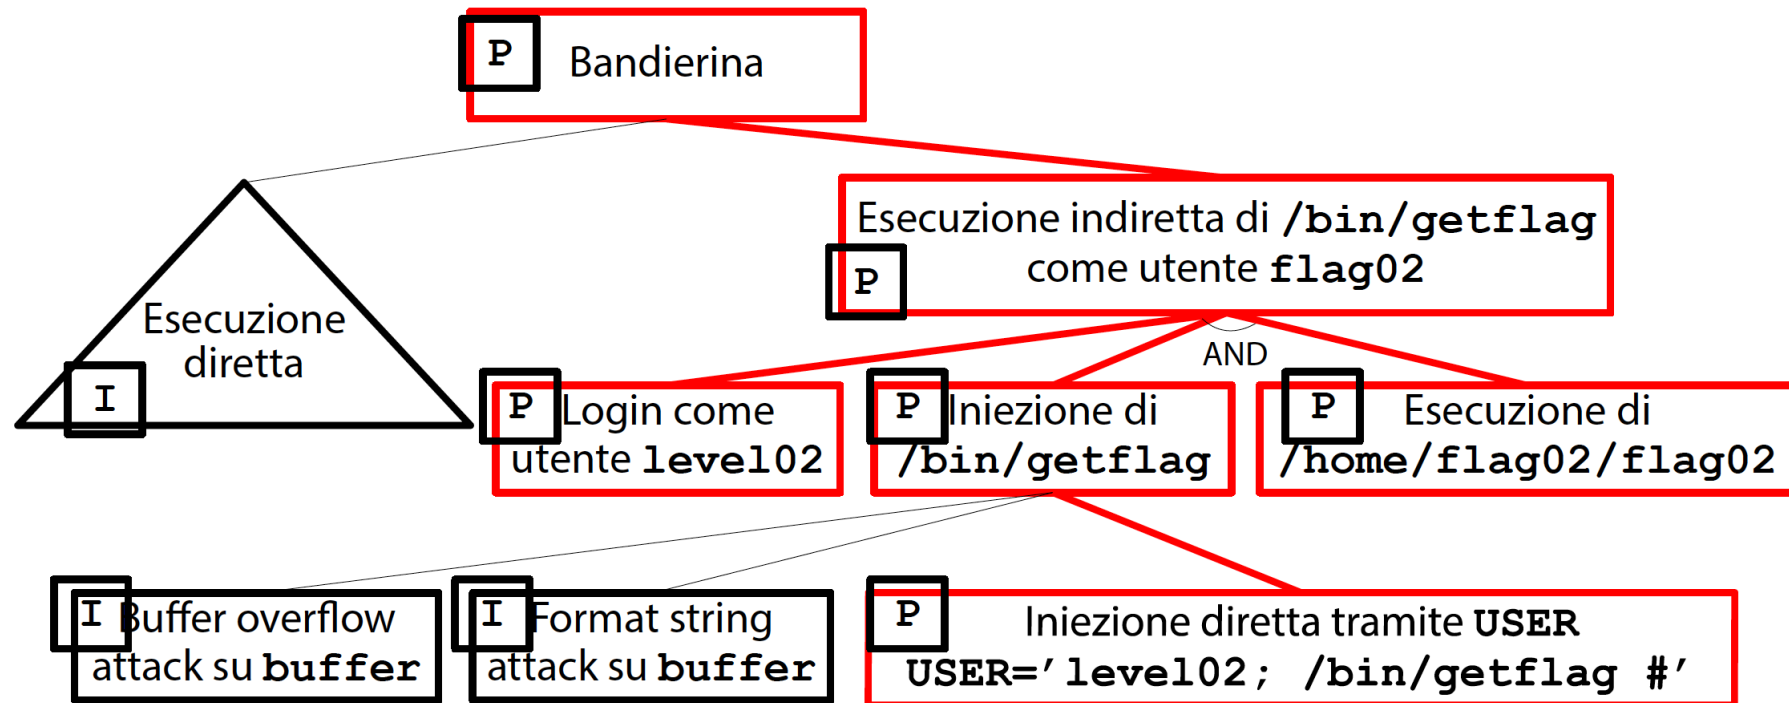 P
Bandierina
Esecuzione indiretta di /bin/getflag
come utente flag02
P
Esecuzione
diretta
I
AND
P
Login come
utente level02
P
Iniezione di
/bin/getflag
P
Esecuzione di
/home/flag02/flag02
I
Buffer overflow
attack su buffer
I
Format string
attack su buffer
P
Iniezione diretta tramite USER
USER=’level02; /bin/getflag #’